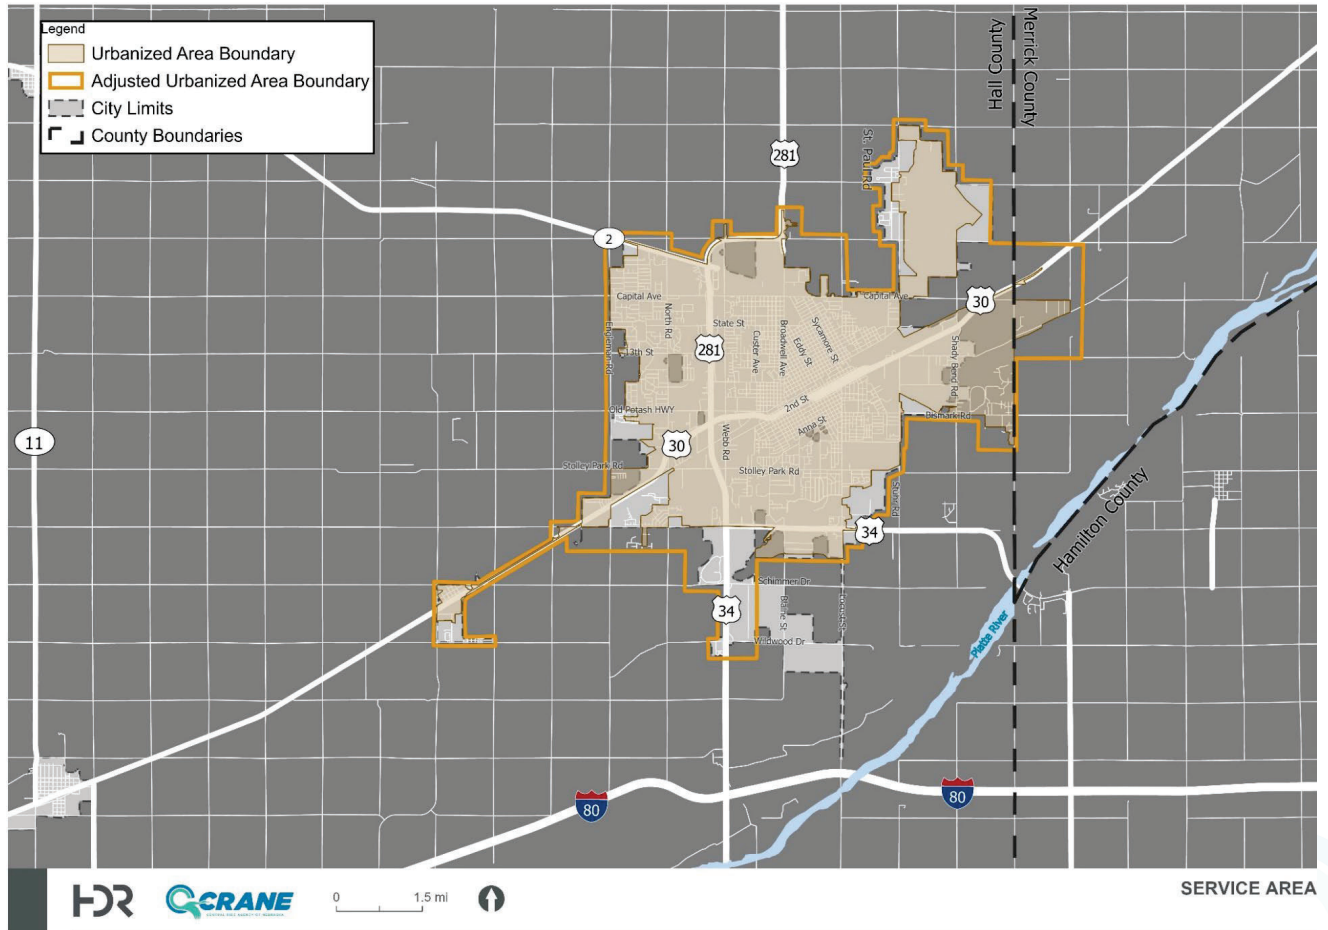 Legend
Urbanized Area Boundary
Adjusted Urbanized Area Boundary
City Limits
County Boundaries
Hall County
Merrick County
281
St. Paul Rd
2
Capital Ave
Capital Ave
30
North Rd
State St
Sycamore St
Eddy St
Broadwell Ave
Custer Ave
281
Engleman Rd
13th St
Shady Bend Rd
2nd St
Old Potash HWY
Bismark Rd
Anna St
11
30
Webb Rd
Stolley Park Rd
Stolley Park Rd
Stuhr Rd
34
Hamilton County
Schimmer Dr
34
Blaine St
Locust St
Wildwood Dr
Platte River
80
80
HDR
CRANE
0 1.5 mi
SERVICE AREA